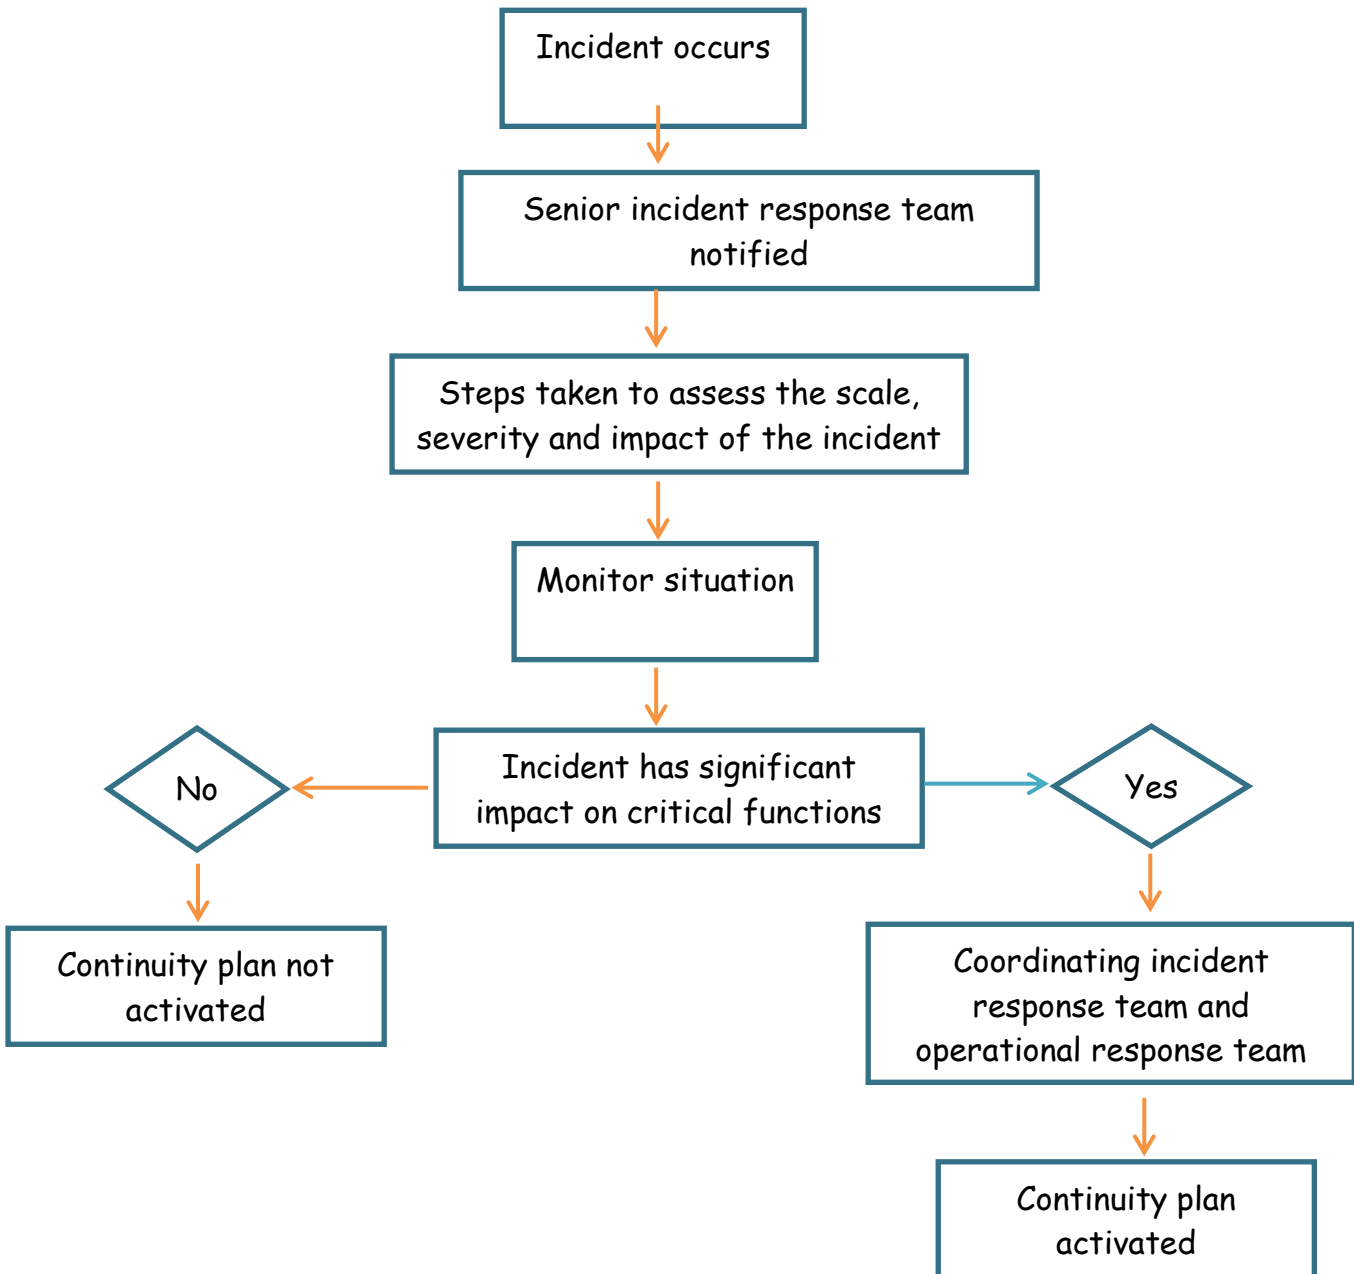 Incident occurs
Senior incident response team
notified
Steps taken to assess the scale,
severity and impact of the incident
Monitor situation
No
Incident has significant
impact on critical functions
Yes
Continuity plan not
activated
Coordinating incident
response team and
operational response team
Continuity plan
activated